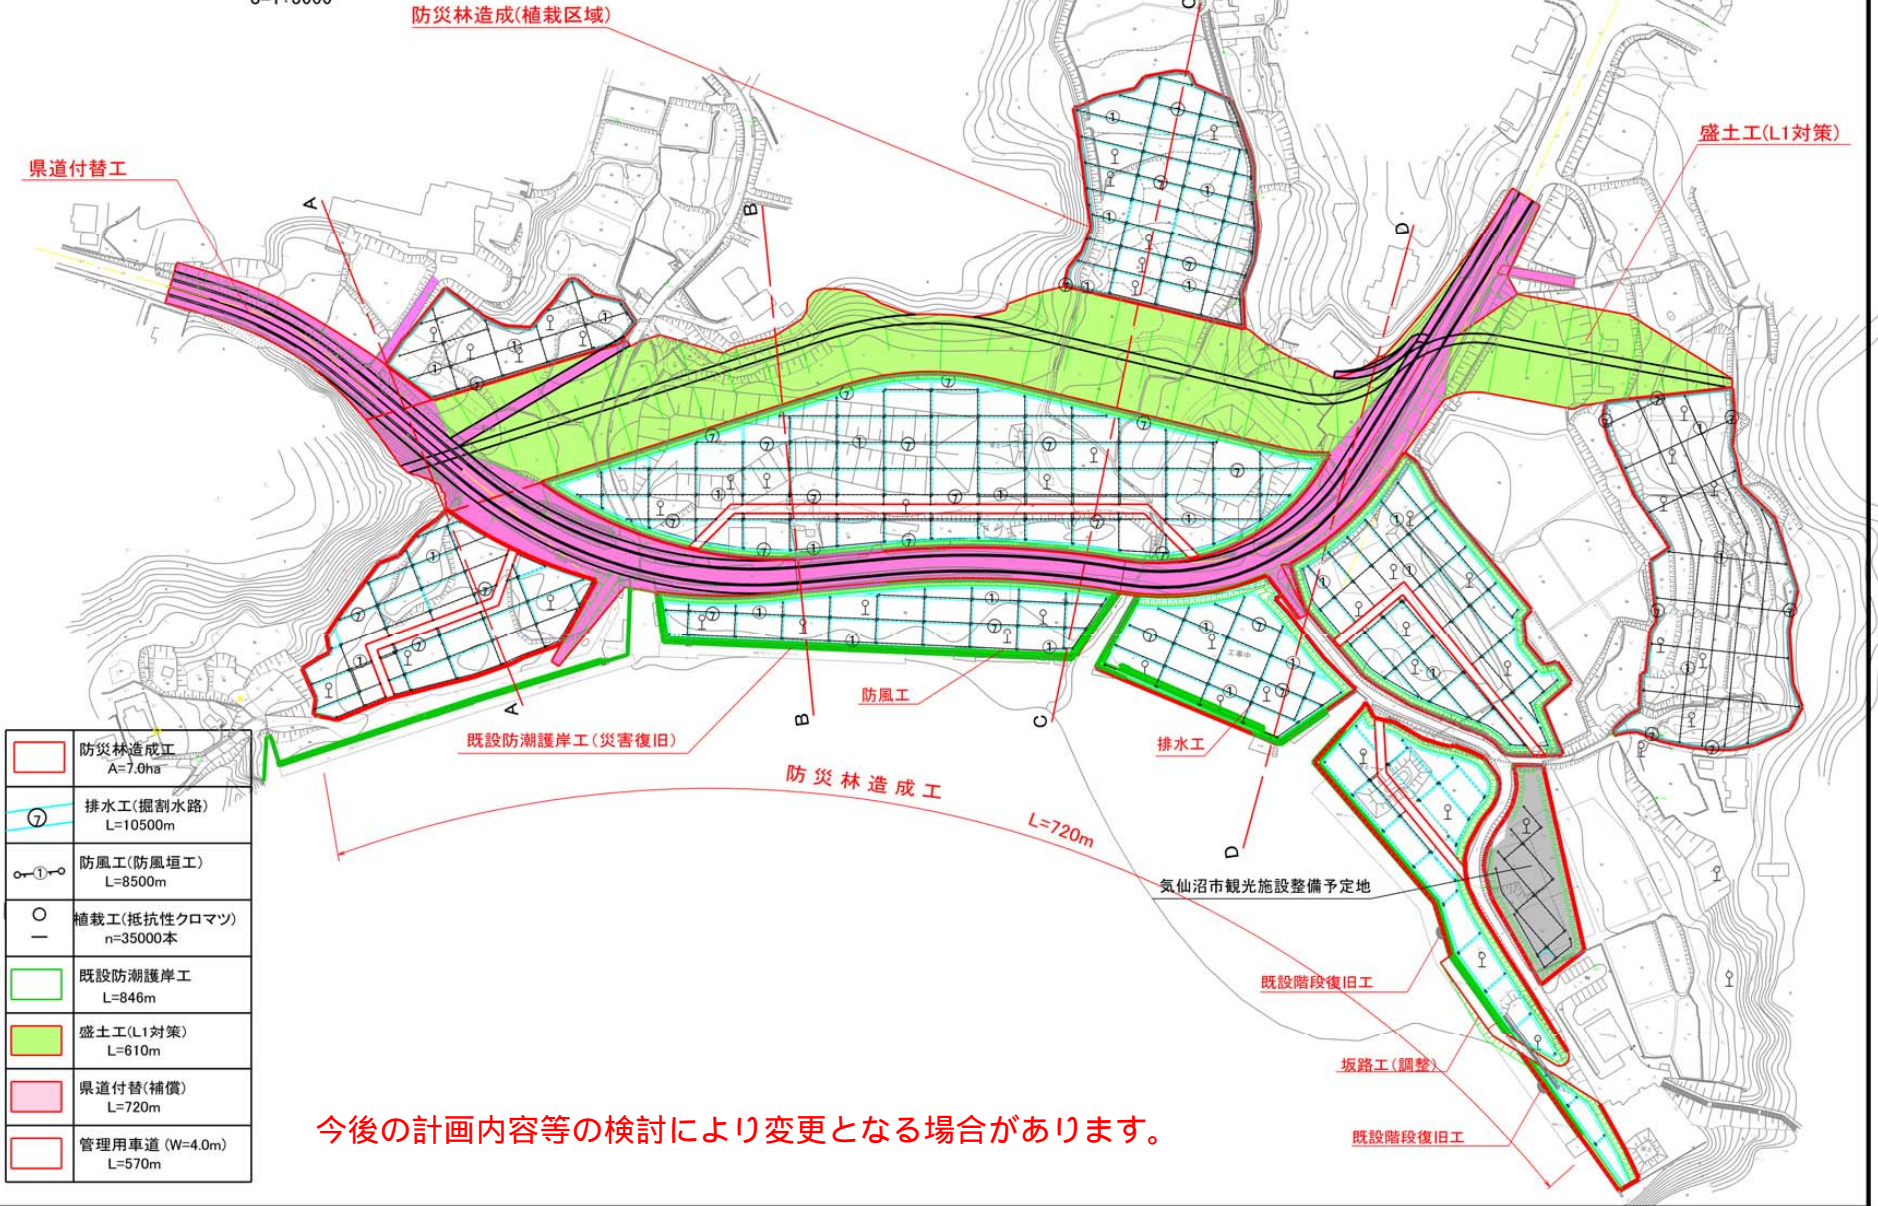 防災林造成(植栽区域)
盛土工(L1対策)
県道付替工
A
B
C
D
既設防潮護岸工(災害復旧)
防風工
排水工
工事中
A
B
C
D
防災林造成工
L=720m
気仙沼市観光施設整備予定地
既設階段復旧工
坂路工(調整)
既設階段復旧工
防災林造成工
A=7.0ha
⑦
排水工(掘割水路)
L=10500m
①
防風工(防風垣工)
L=8500m
植栽工(抵抗性クロマツ)
n=35000本
既設防潮護岸工
L=846m
盛土工(L1対策)
L=610m
県道付替(補償)
L=720m
管理用車道 (W=4.0m)
L=570m
今後の計画内容等の検討により変更となる場合があります。